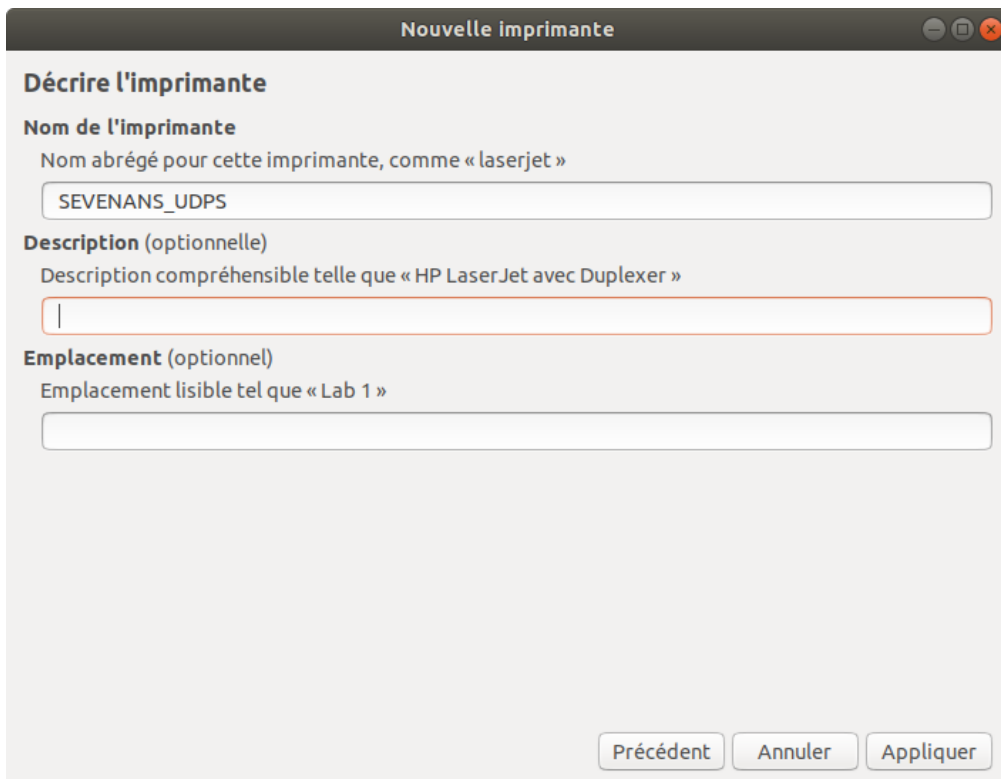 Nouvelle imprimante
Décrire l'imprimante
Nom de l'imprimante
Nom abrégé pour cette imprimante, comme « laserjet »
SEVENANS_UDPS
Description (optionnelle)
Description compréhensible telle que « HP LaserJet avec Duplexer »
Emplacement (optionnel)
Emplacement lisible tel que « Lab 1 »
Précédent Annuler Appliquer